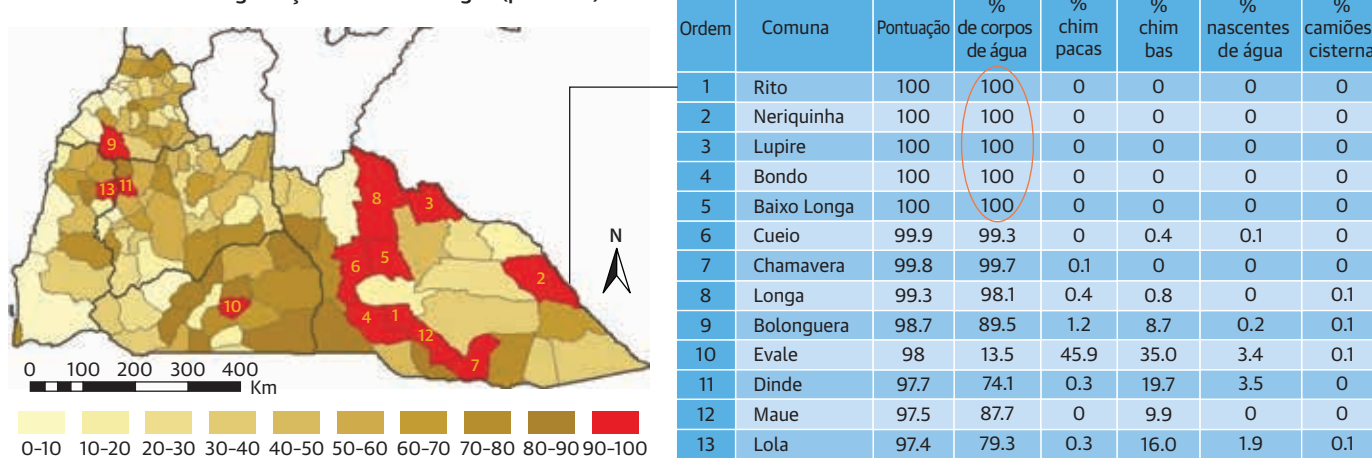 9
13 11
8
3
6 5
2
10
4 1
12
7
N
0 100 200 300 400
Km
0-10 10-20 20-30 30-40 40-50 50-60 60-70 70-80 80-90 90-100
Ordem Comuna Pontuação % de corpos de água % chim pacas % chim bas % nascentes de água % camiões cisterna
1 Rito 100 100 0 0 0 0
2 Neriquinha 100 100 0 0 0 0
3 Lupire 100 100 0 0 0 0
4 Bondo 100 100 0 0 0 0
5 Baixo Longa 100 100 0 0 0 0
6 Cueio 99.9 99.3 0 0.4 0.1 0
7 Chamavera 99.8 99.7 0.1 0 0 0
8 Longa 99.3 98.1 0.4 0.8 0 0.1
9 Bolonguera 98.7 89.5 1.2 8.7 0.2 0.1
10 Evale 98 13.5 45.9 35.0 3.4 0.1
11 Dinde 97.7 74.1 0.3 19.7 3.5 0
12 Maue 97.5 87.7 0 9.9 0 0
13 Lola 97.4 79.3 0.3 16.0 1.9 0.1